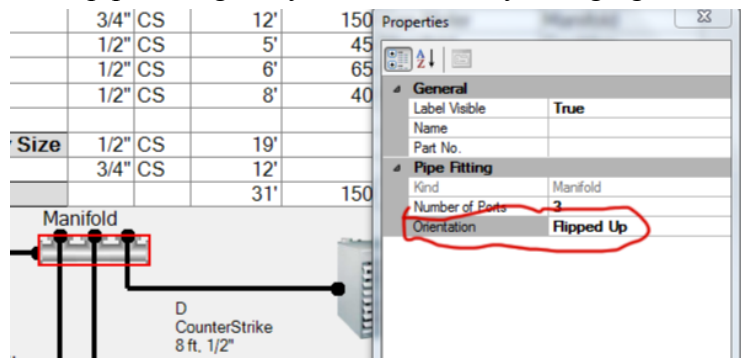 3/4" CS 12' 150
1/2" CS 5' 45
1/2" CS 6' 65
1/2" CS 8' 40
Size 1/2" CS 19'
3/4" CS 12'
31' 150
Manifold
D
CounterStrike
8 ft, 1/2"
Properties
General
Label Visible True
Name
Part No.
Pipe Fitting
Kind Manifold
Number of Ports 3
Orientation Flipped Up